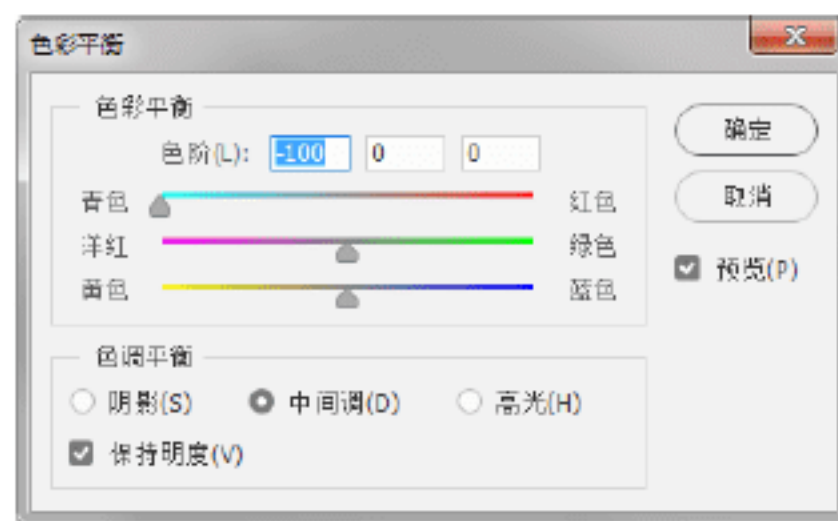 色彩平衡
色彩平衡
色阶(L): -100 0 0
青色 红色
洋红 绿色
黄色 蓝色
确定
取消
预览(P)
色调平衡
阴影(S) 中间调(D) 高光(H)
保持明度(V)